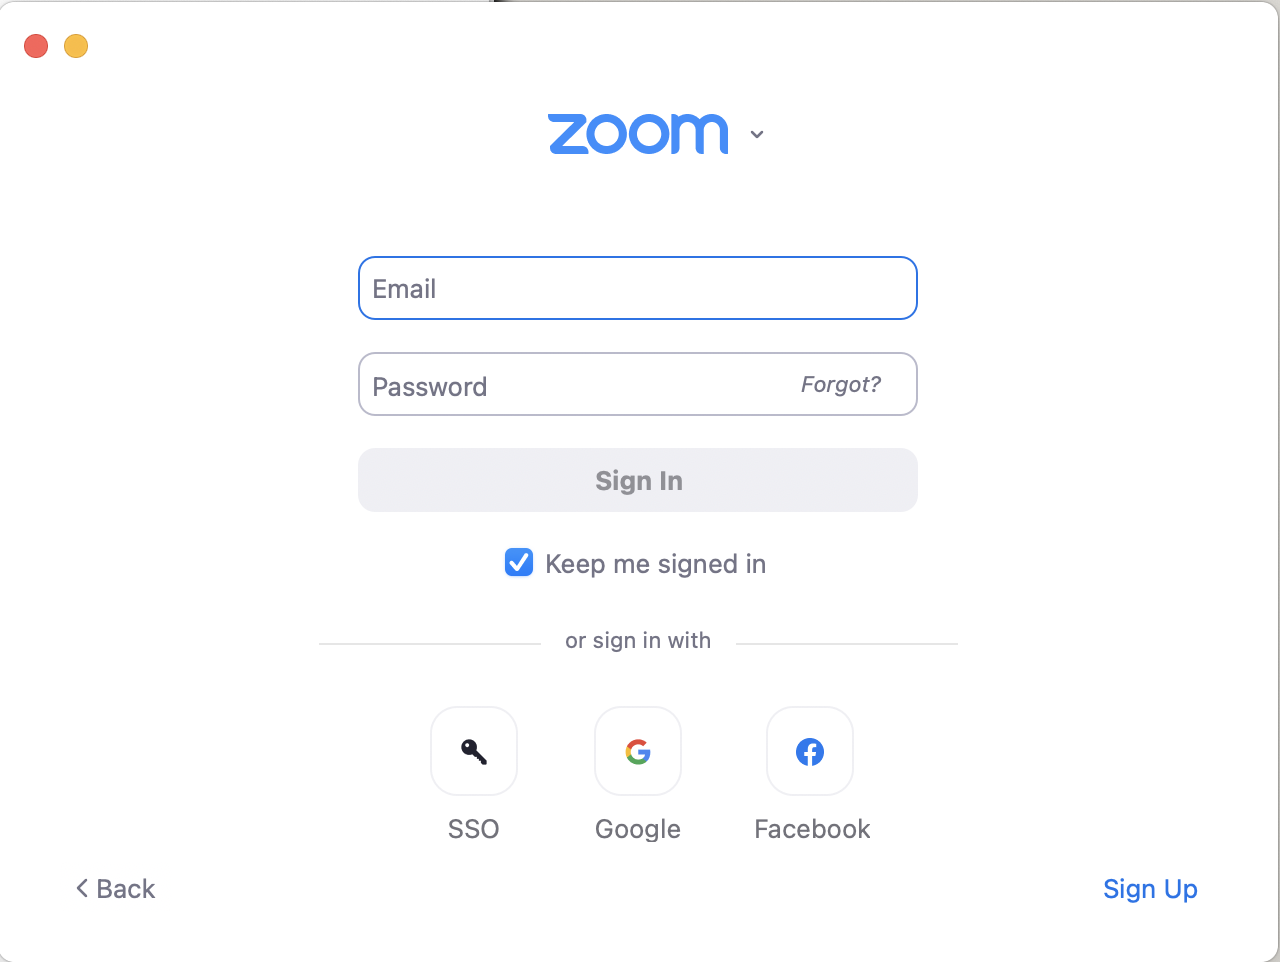 zoom
Email
Password Forgot?
Sign In
Keep me signed in
or sign in with
SSO Google Facebook
Back Sign Up